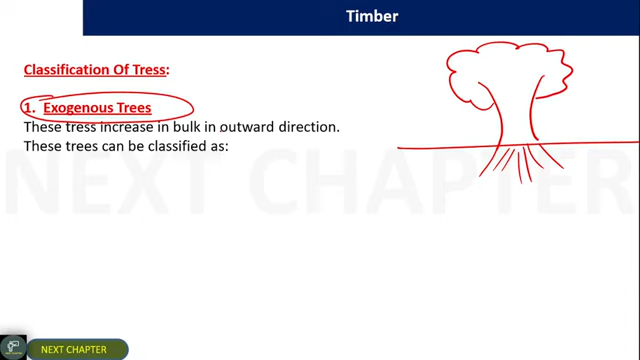 Timber
Classification Of Tress:
1. Exogenous Trees
These tress increase in bulk in outward direction.
These trees can be classified as:
NEXT CHAPTER
NEXT CHAPTER